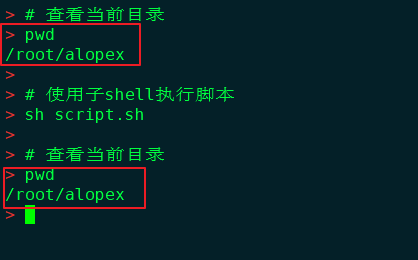 > # 查看当前目录
> pwd
/root/alopex
>
> # 使用子shell执行脚本
> sh script.sh
>
> # 查看当前目录
> pwd
/root/alopex
>